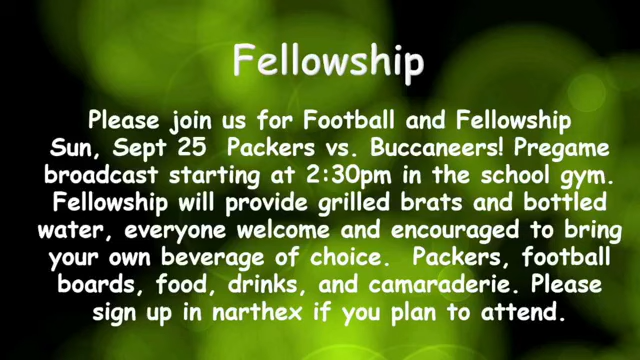 Fellowship
Please join us for Football and Fellowship
Sun, Sept 25  Packers vs. Buccaneers! Pregame
broadcast starting at 2:30pm in the school gym.
Fellowship will provide grilled brats and bottled
water, everyone welcome and encouraged to bring
your own beverage of choice.  Packers, football
boards, food, drinks, and camaraderie. Please
sign up in narthex if you plan to attend.